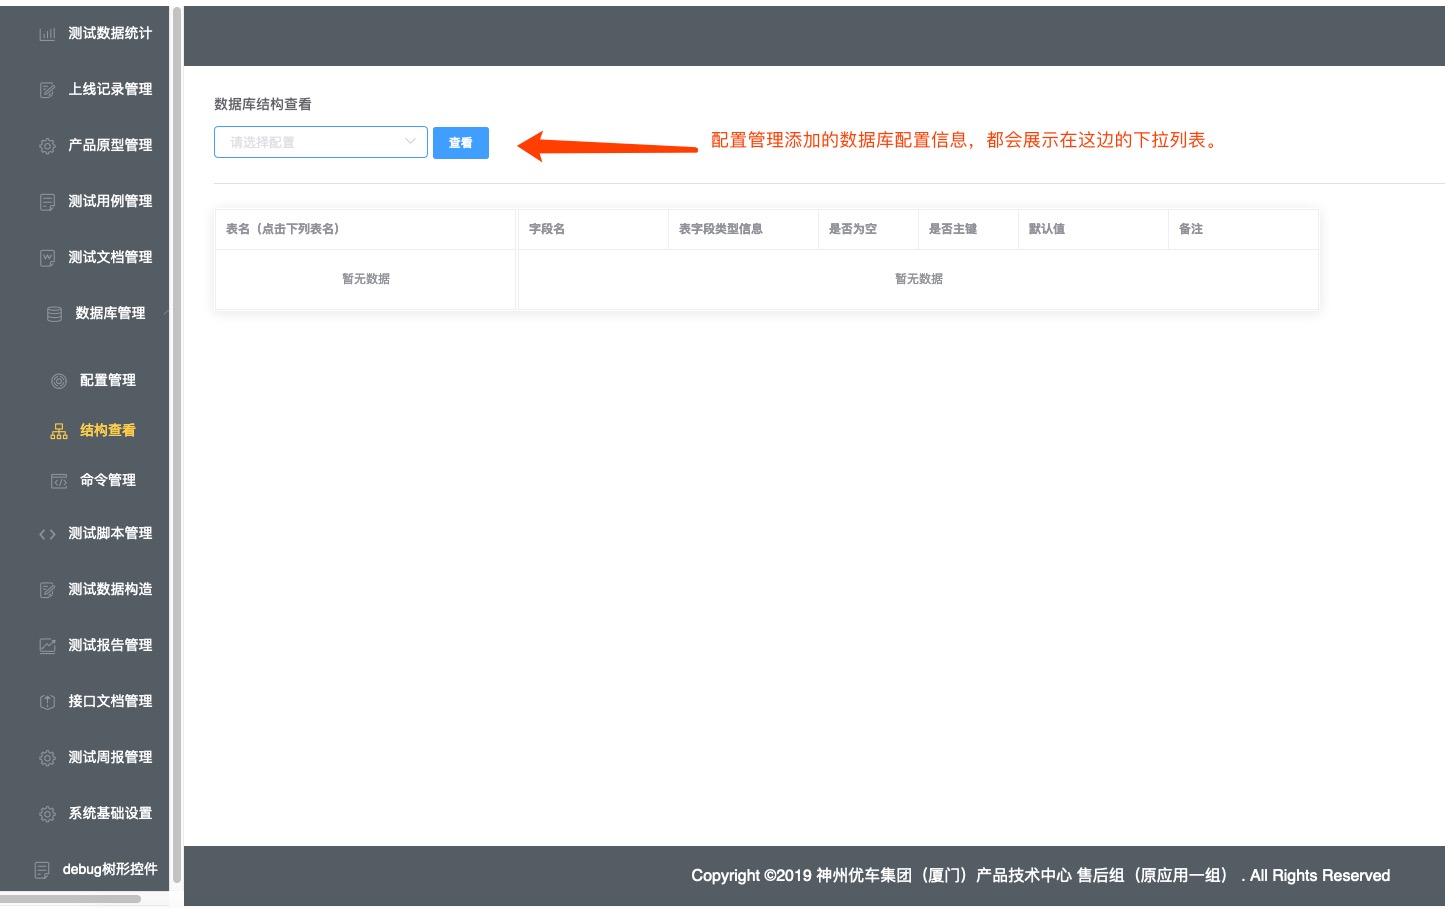 测试数据统计
上线记录管理
产品原型管理
测试用例管理
测试文档管理
数据库管理
配置管理
结构查看
命令管理
测试脚本管理
测试数据构造
测试报告管理
接口文档管理
测试周报管理
系统基础设置
debug树形控件
数据库结构查看
请选择配置 查看
配置管理添加的数据库配置信息，都会展示在这边的下拉列表。
表名（点击下列表名） 字段名 表字段类型信息 是否为空 是否主键 默认值 备注
暂无数据 暂无数据
Copyright ©2019 神州优车集团（厦门）产品技术中心 售后组（原应用一组） . All Rights Reserved